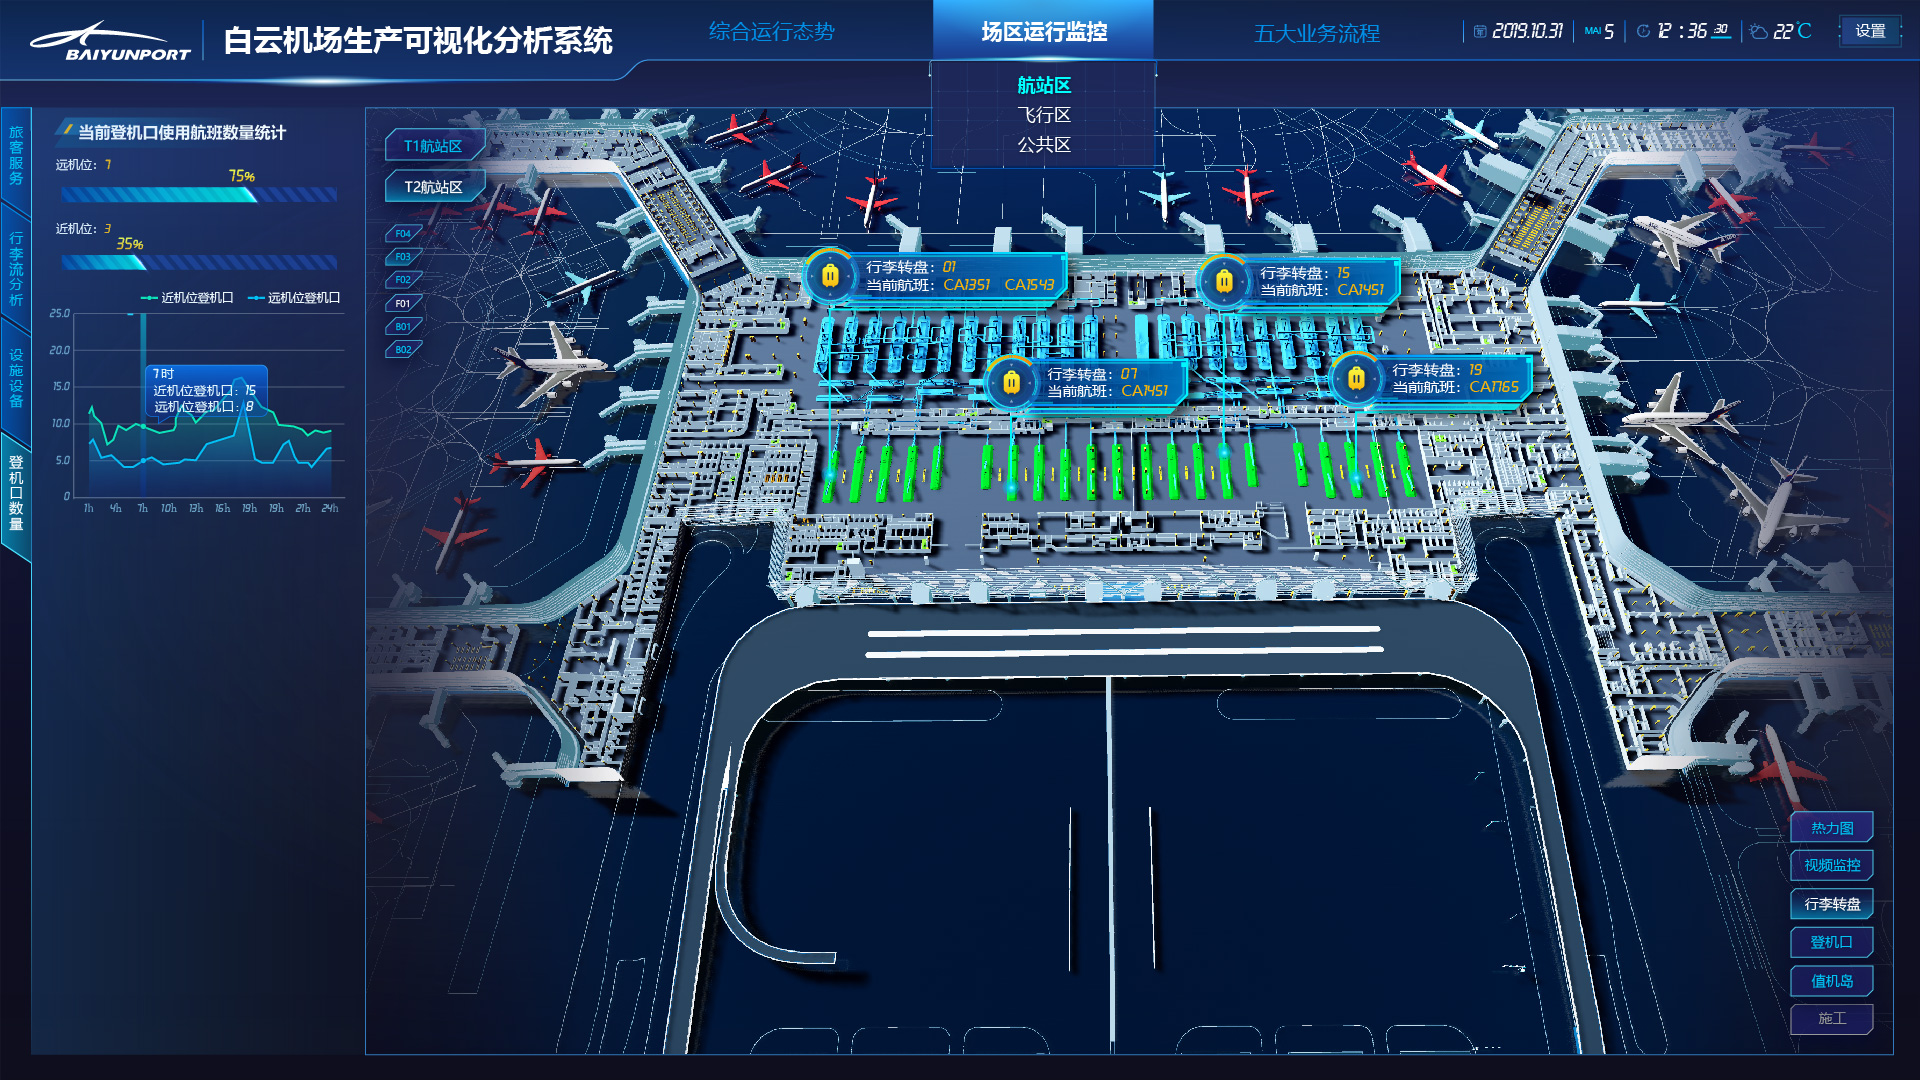 BAIYUNPORT
白云机场生产可视化分析系统
综合运行态势
场区运行监控
五大业务流程
2019.10.31
MAI 5
12:36:30
22℃
设置
航站区
飞行区
公共区
旅客服务
行李流分析
设施设备
登机口数量
当前登机口使用航班数量统计
远机位：7
75%
近机位：3
35%
近机位登机口
远机位登机口
25.0
20.0
15.0
10.0
5.0
0
7时
近机位登机口：15
远机位登机口：8
1h 4h 7h 10h 13h 16h 19h 19h 21h 24h
T1航站区
T2航站区
F04
F03
F02
F01
B01
B02
行李转盘：01
当前航班：CA1351 CA1543
行李转盘：15
当前航班：CA1451
行李转盘：07
当前航班：CA1451
行李转盘：19
当前航班：CA1765
热力图
视频监控
行李转盘
登机口
值机岛
施工